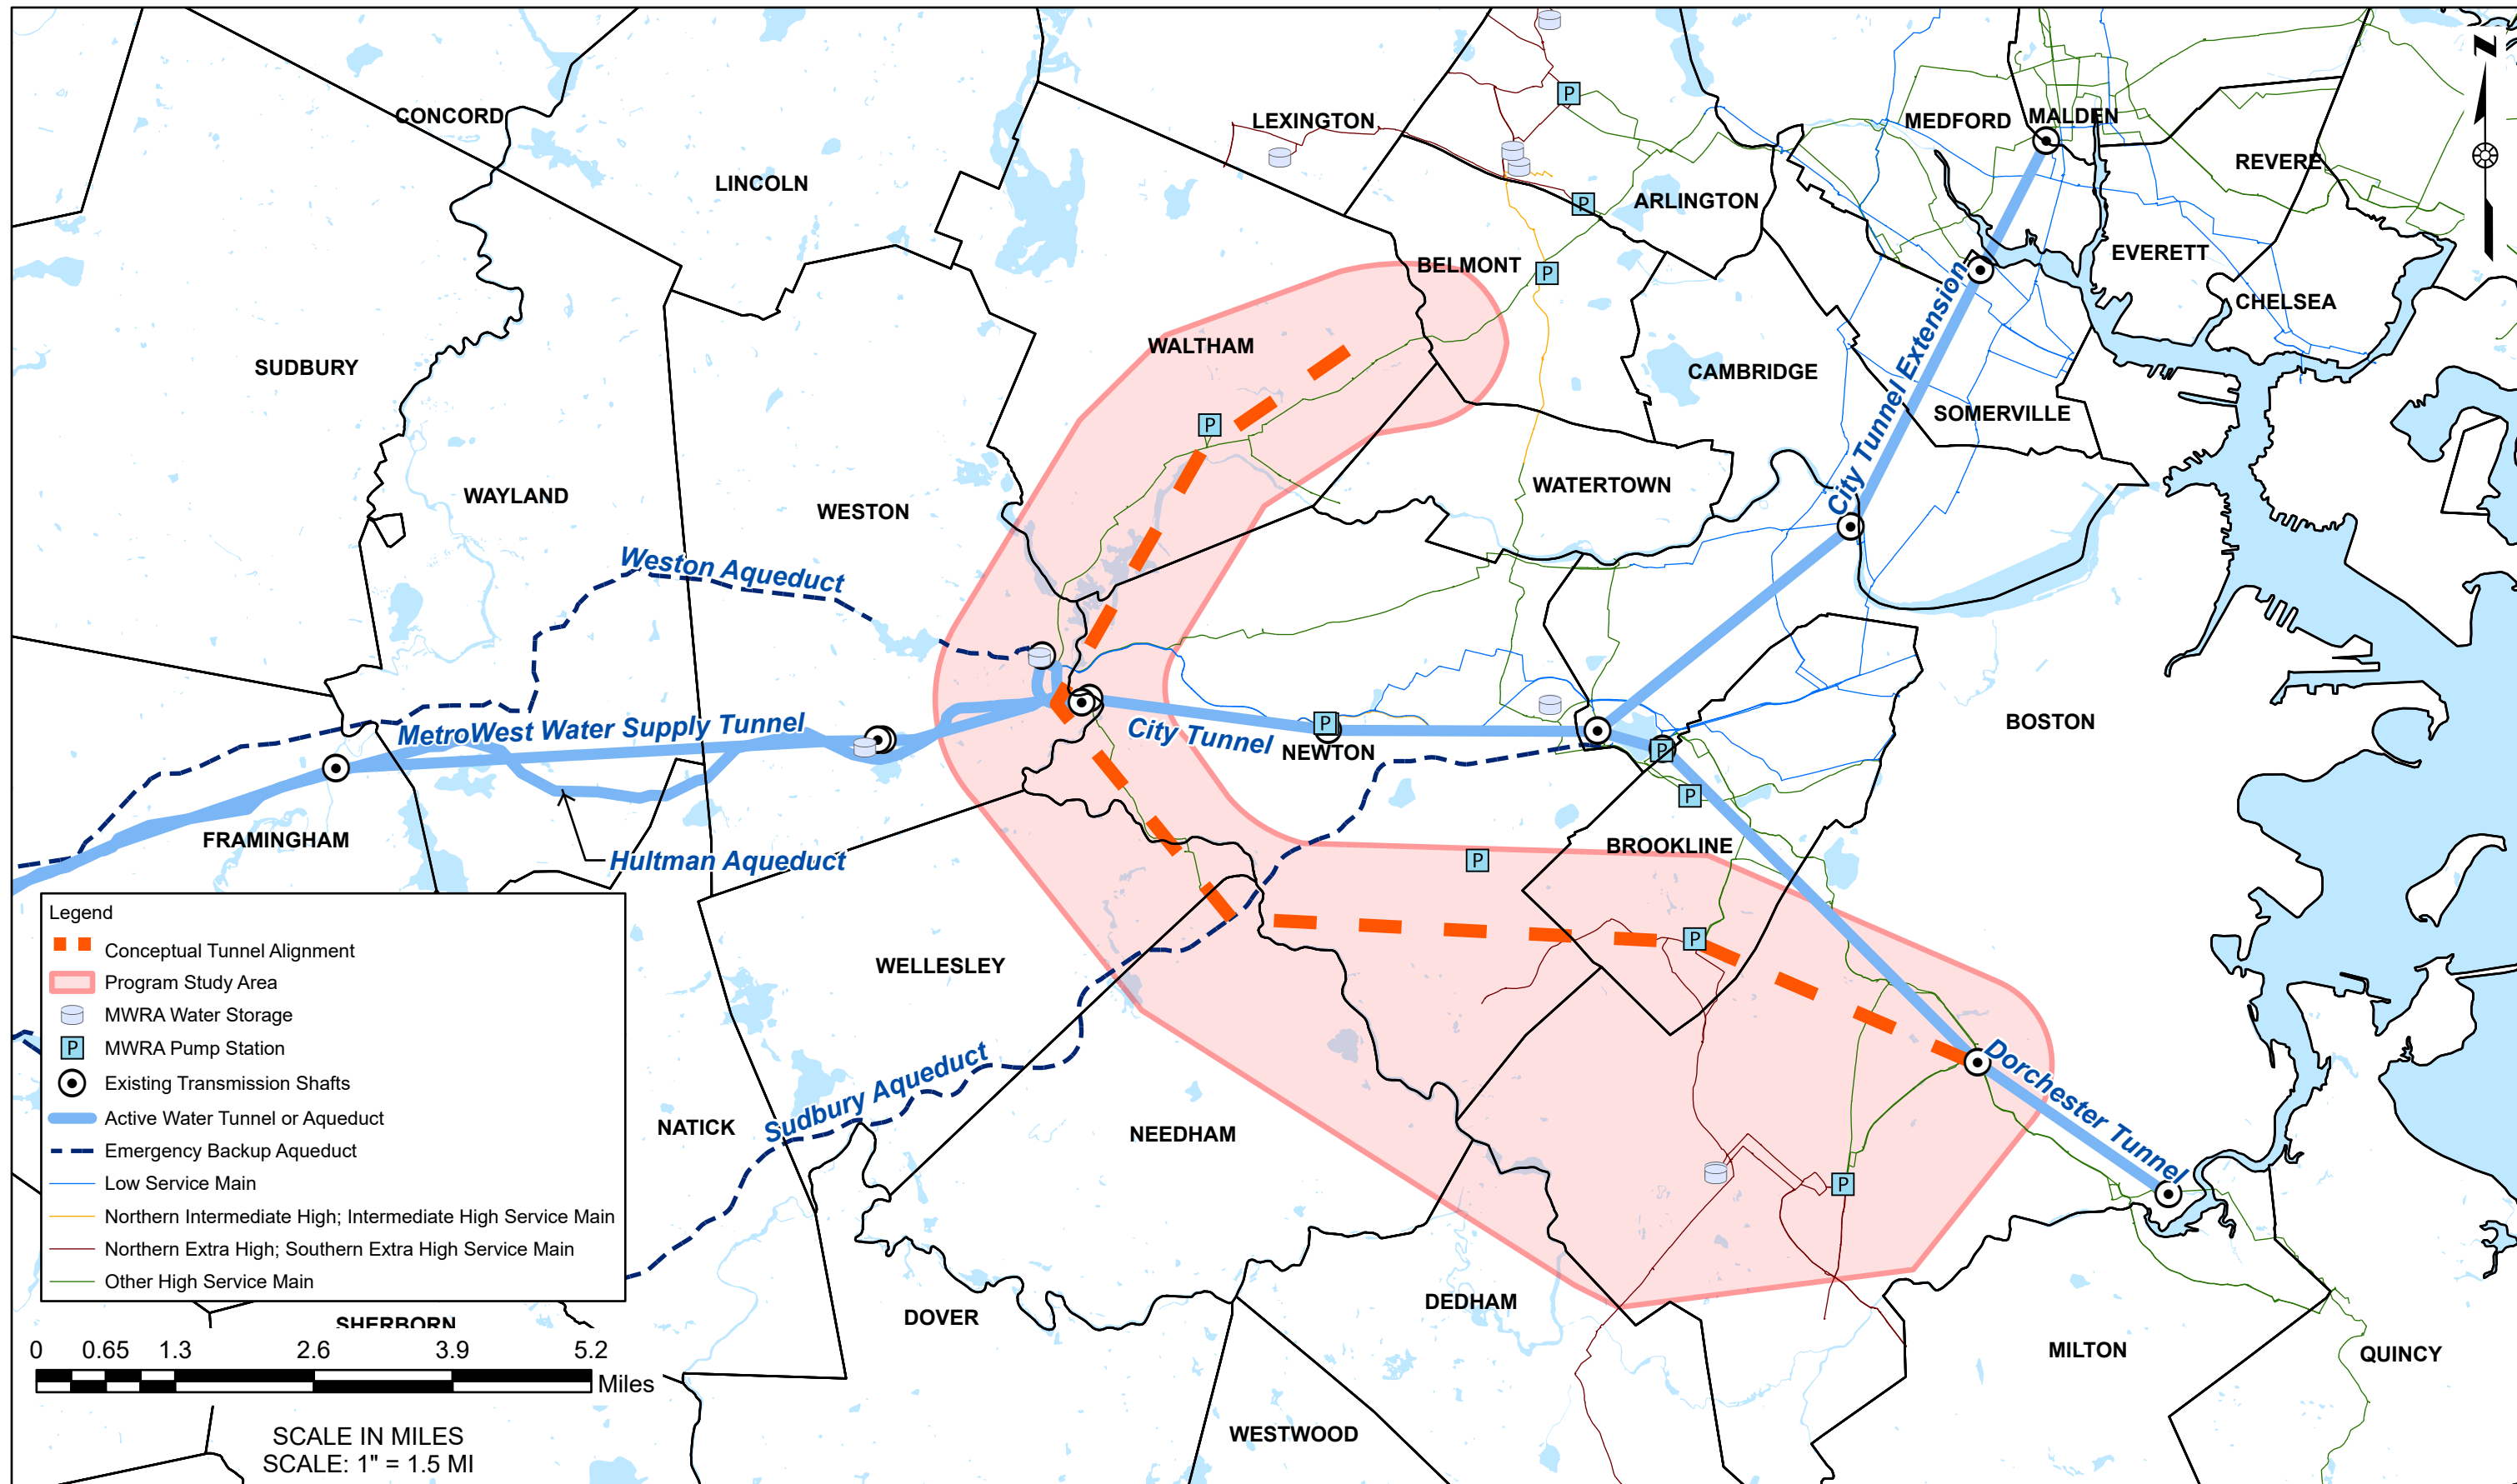 CONCORD
LEXINGTON
MEDFORD
MALDEN
N
REVERE
LINCOLN
ARLINGTON
EVERETT
BELMONT
CHELSEA
WALTHAM
SUDBURY
CAMBRIDGE
City Tunnel Extension
SOMERVILLE
WAYLAND
WESTON
WATERTOWN
Weston Aqueduct
MetroWest Water Supply Tunnel
City Tunnel
NEWTON
BOSTON
FRAMINGHAM
Hultman Aqueduct
BROOKLINE
WELLESLEY
Sudbury Aqueduct
NATICK
NEEDHAM
Dorchester Tunnel
DOVER
DEDHAM
MILTON
QUINCY
WESTWOOD
SHERBORN
P
P
P
P
P
P
P
P
P
P
Legend
Conceptual Tunnel Alignment
Program Study Area
MWRA Water Storage
P MWRA Pump Station
Existing Transmission Shafts
Active Water Tunnel or Aqueduct
Emergency Backup Aqueduct
Low Service Main
Northern Intermediate High; Intermediate High Service Main
Northern Extra High; Southern Extra High Service Main
Other High Service Main
0 0.65 1.3 2.6 3.9 5.2
Miles
SCALE IN MILES
SCALE: 1" = 1.5 MI